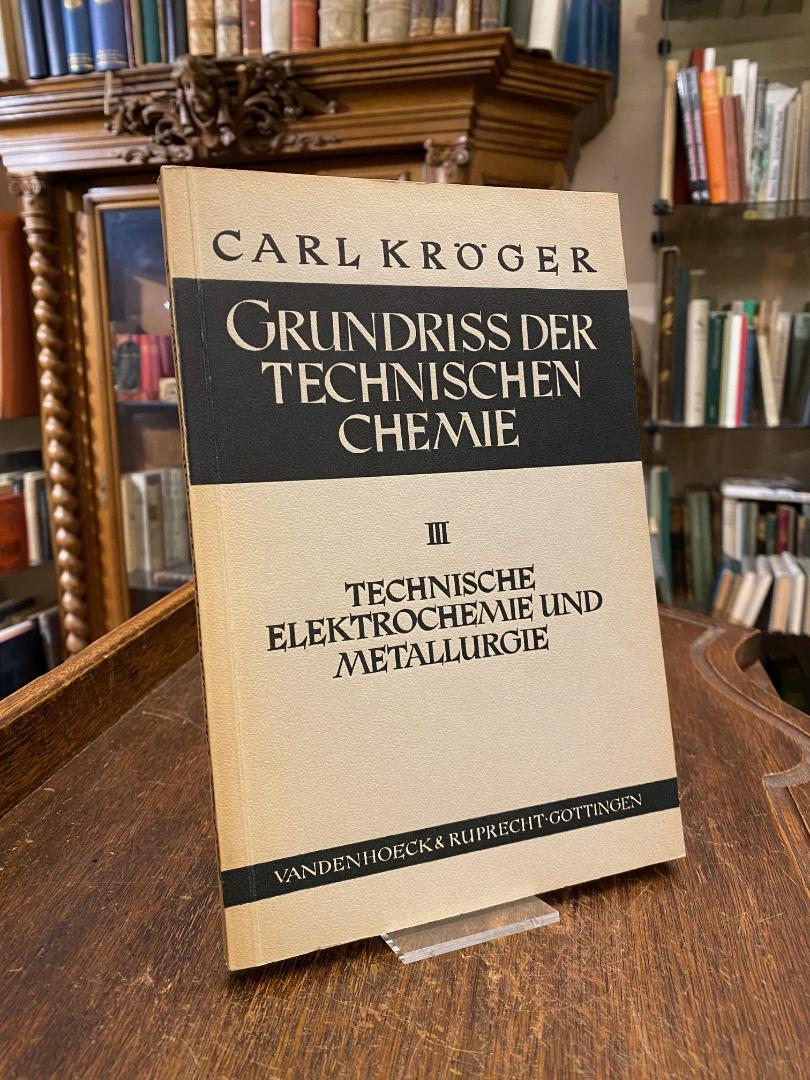 CARL KRÖGER
GRUNDRISS DER
TECHNISCHEN
CHEMIE
III
TECHNISCHE
ELEKTROCHEMIE UND
METALLURGIE
VANDENHOECK & RUPRECHT · GÖTTINGEN